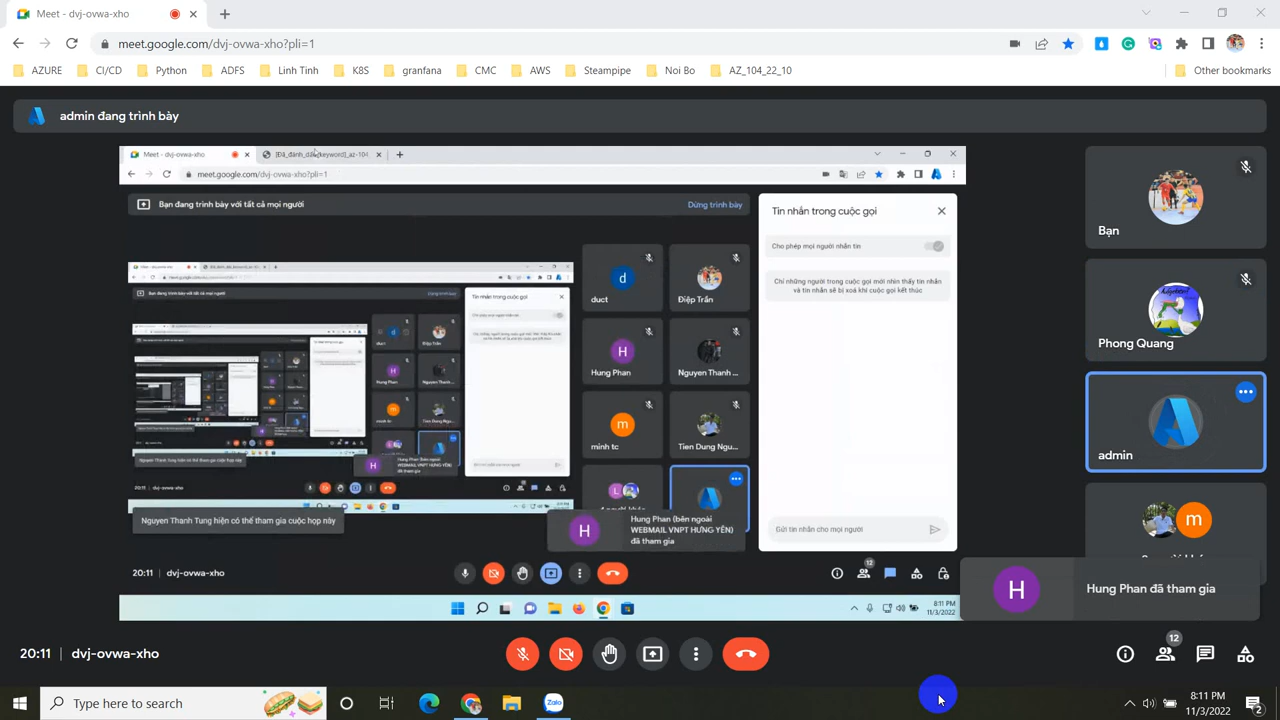 Meet - dvj-ovwa-xho
meet.google.com/dvj-ovwa-xho?pli=1
AZURE
CI/CD
Python
ADFS
Linh Tinh
K8S
granfana
CMC
AWS
Steampipe
Noi Bo
AZ_104_22_10
Other bookmarks
admin đang trình bày
Meet - dvj-ovwa-xho
meet.google.com/dvj-ovwa-xho?pli=1
Bạn đang trình bày với tất cả mọi người
Dừng trình bày
Tin nhắn trong cuộc gọi
Cho phép mọi người nhắn tin
Chỉ những người trong cuộc gọi mới nhìn thấy tin nhắn
và tin nhắn sẽ bị xoá khi cuộc gọi kết thúc
duct
Điệp Trần
H
Hung Phan
Nguyen Thanh ...
m
minh tc
Tien Dung Ngu...
L
Nguyen Thanh Tung hiện có thể tham gia cuộc họp này
H
Hung Phan (bên ngoài
WEBMAIL VNPT HƯNG YÊN)
đã tham gia
Gửi tin nhắn cho mọi người
20:11
dvj-ovwa-xho
12
8:11 PM
11/3/2022
Bạn
Phong Quang
admin
m
H
Hung Phan đã tham gia
20:11 | dvj-ovwa-xho
12
Type here to search
Zalo
8:11 PM
11/3/2022
2